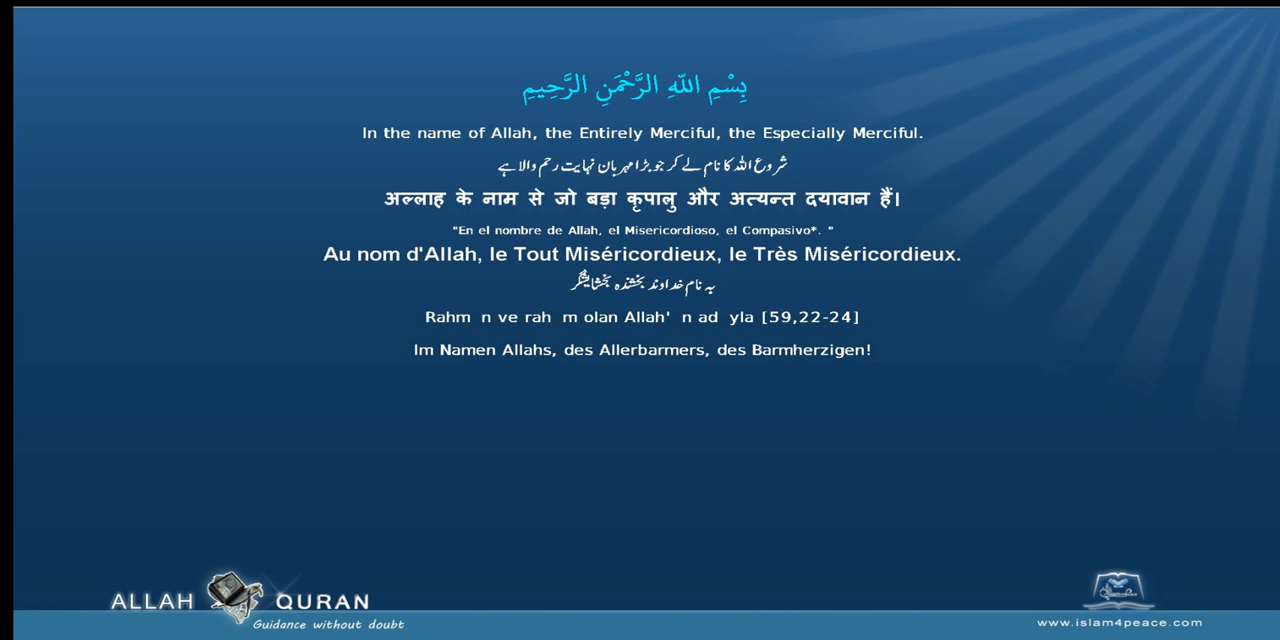 بِسْمِ اللّهِ الرَّحْمَنِ الرَّحِيمِ
In the name of Allah, the Entirely Merciful, the Especially Merciful.
شروع اللہ کا نام لے کر جو بڑا مہربان نہایت رحم والا ہے
अल्लाह के नाम से जो बड़ा कृपालु और अत्यन्त दयावान हैं।
"En el nombre de Allah, el Misericordioso, el Compasivo*. "
Au nom d'Allah, le Tout Miséricordieux, le Très Miséricordieux.
به نام خداوند بخشنده بخشایشگر
Rahm n ve rah m olan Allah' n ad yla [59,22-24]
Im Namen Allahs, des Allerbarmers, des Barmherzigen!
ALLAH QURAN
Guidance without doubt
www.islam4peace.com